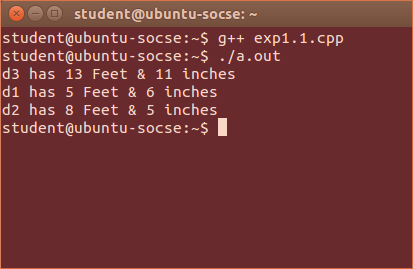 student@ubuntu-socse: ~
student@ubuntu-socse:~$ g++ exp1.1.cpp
student@ubuntu-socse:~$ ./a.out
d3 has 13 Feet & 11 inches
d1 has 5 Feet & 6 inches
d2 has 8 Feet & 5 inches
student@ubuntu-socse:~$